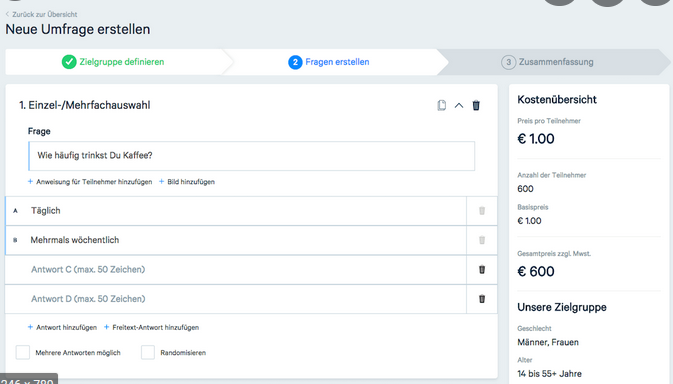 Zurück zur Übersicht
Neue Umfrage erstellen
Zielgruppe definieren
2 Fragen erstellen
3 Zusammenfassung
1. Einzel-/Mehrfachauswahl
Frage
Wie häufig trinkst Du Kaffee?
+ Anweisung für Teilnehmer hinzufügen + Bild hinzufügen
A Täglich
B Mehrmals wöchentlich
Antwort C (max. 50 Zeichen)
Antwort D (max. 50 Zeichen)
+ Antwort hinzufügen + Freitext-Antwort hinzufügen
Mehrere Antworten möglich Randomisieren
Kostenübersicht
Preis pro Teilnehmer
€ 1.00
Anzahl der Teilnehmer
600
Basispreis
€ 1.00
Gesamtpreis zzgl. Mwst.
€ 600
Unsere Zielgruppe
Geschlecht
Männer, Frauen
Alter
14 bis 55+ Jahre